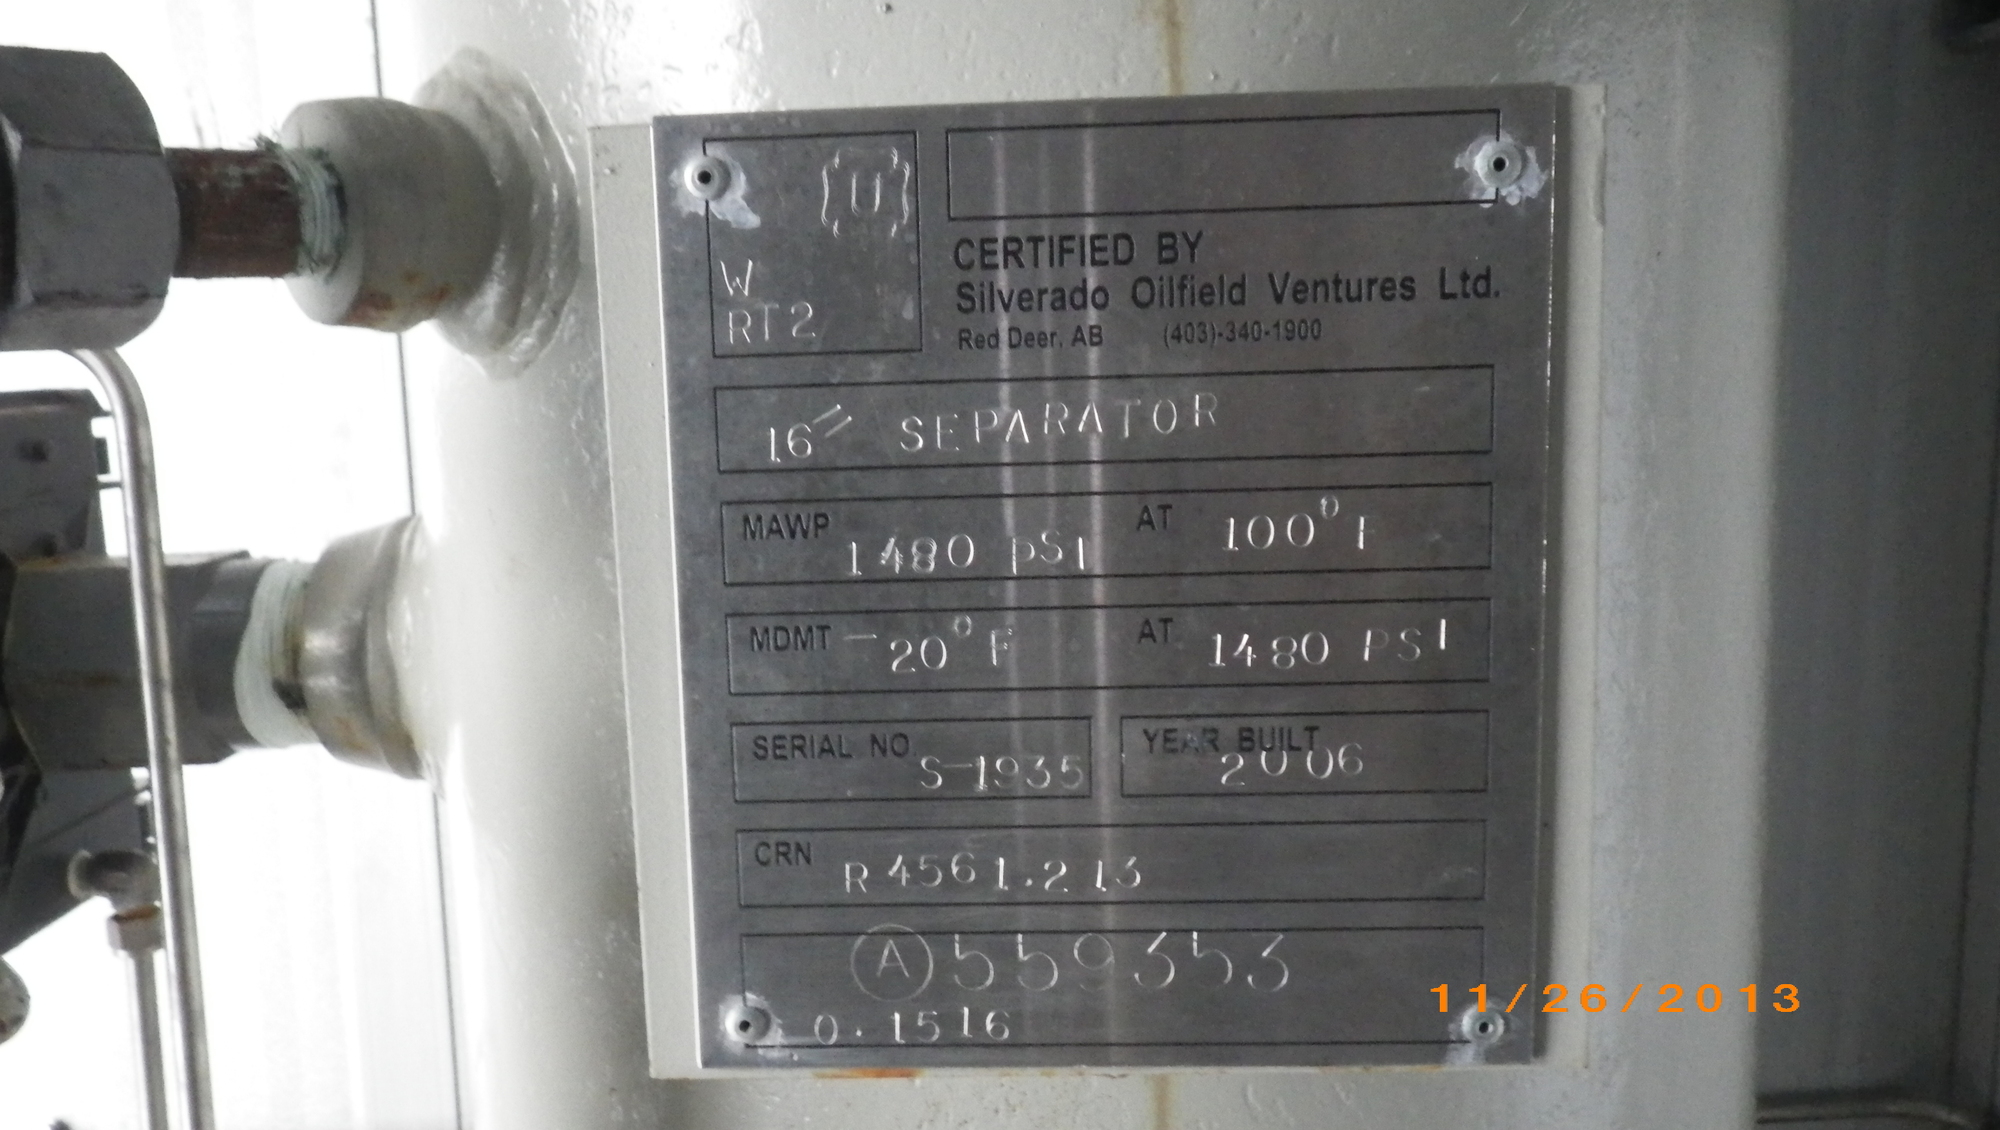 U
W
RT2
CERTIFIED BY
Silverado Oilfield Ventures Ltd.
Red Deer, AB (403)-340-1900
16" SEPARATOR
MAWP 1480 PSI AT 100°F
MDMT -20°F AT 1480 PSI
SERIAL NO S-1935 YEAR BUILT 2006
CRN R4561.213
A 559353
0.1516
11/26/2013